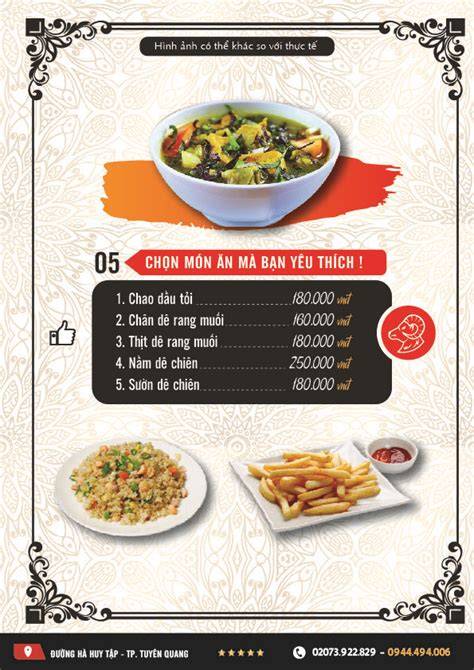 Hình ảnh có thể khác so với thực tế
05 CHỌN MÓN ĂN MÀ BẠN YÊU THÍCH !
1. Chao dầu tỏi 180.000 vnđ
2. Chân dê rang muối 160.000 vnđ
3. Thịt dê rang muối 180.000 vnđ
4. Nầm dê chiên 250.000 vnđ
5. Sườn dê chiên 180.000 vnđ
ĐƯỜNG HÀ HUY TẬP - TP. TUYÊN QUANG 02073.922.829 - 0944.494.006